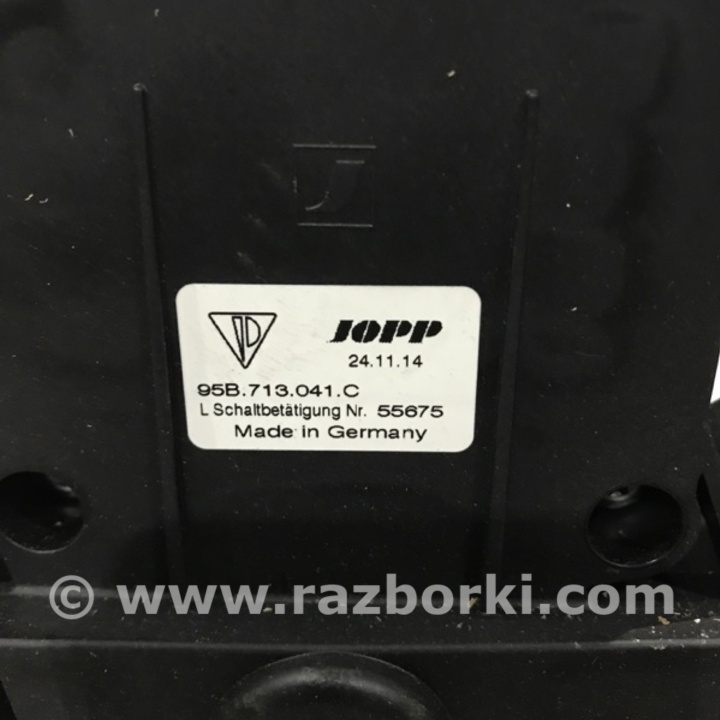 JOPP
24.11.14
95B.713.041.C
L Schaltbetätigung Nr. 55675
Made in Germany
© www.razborki.com